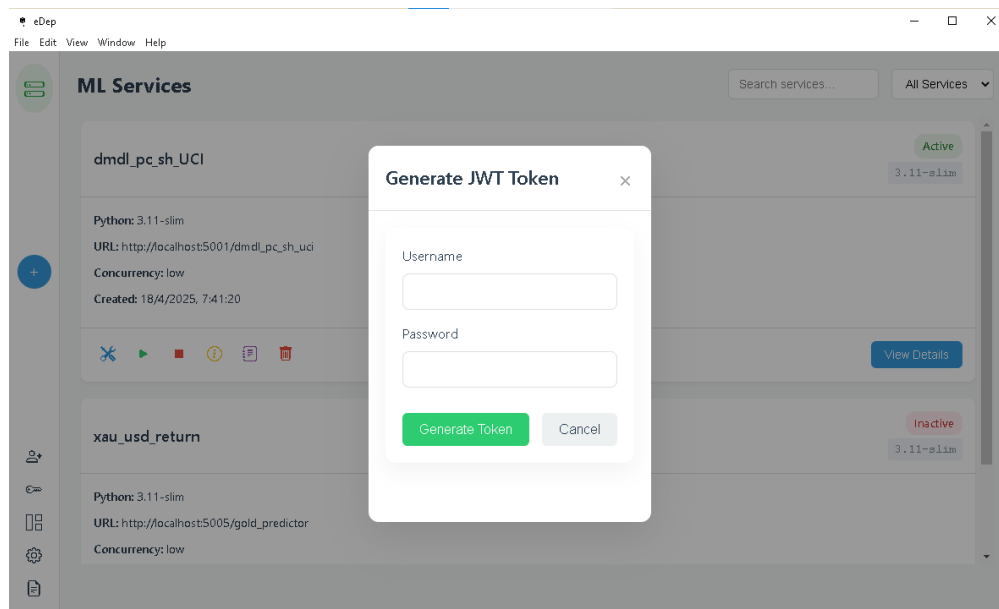 eDep
File Edit View Window Help
ML Services
Search services...
All Services
dmdl_pc_sh_UCI
Active
3.11-slim
Python: 3.11-slim
URL: http://localhost:5001/dmdl_pc_sh_uci
Concurrency: low
Created: 18/4/2025, 7:41:20
View Details
Generate JWT Token
×
Username
Password
Generate Token
Cancel
xau_usd_return
Inactive
3.11-slim
Python: 3.11-slim
URL: http://localhost:5005/gold_predictor
Concurrency: low